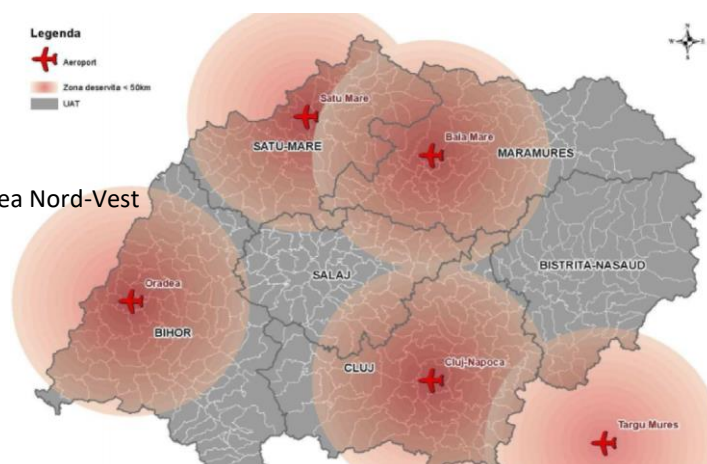 Legenda
Aeroport
Zona deservita < 50km
UAT
N
W E
S
Satu Mare
SATU-MARE
Baia Mare
MARAMURES
ea Nord-Vest
SALAJ
BISTRITA-NASAUD
Oradea
BIHOR
Cluj-Napoca
CLUJ
Targu Mures